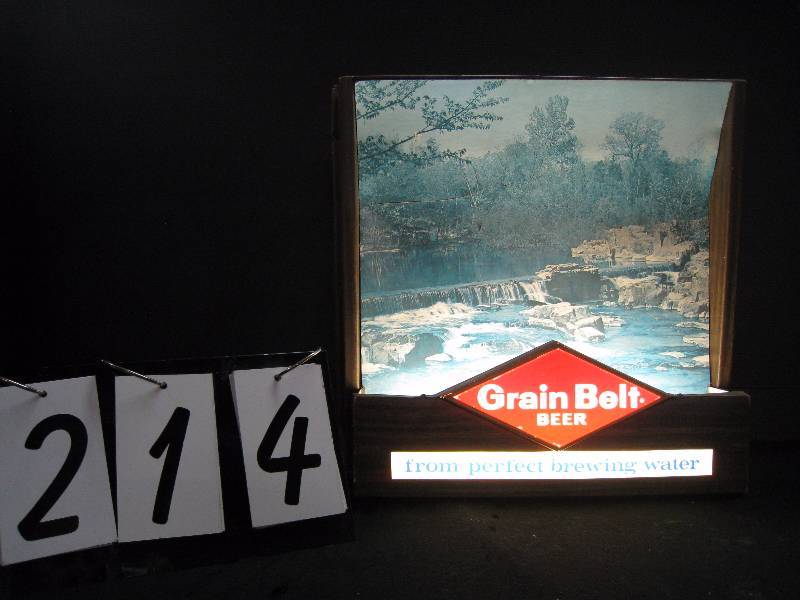 214
Grain Belt
BEER
from perfect brewing water